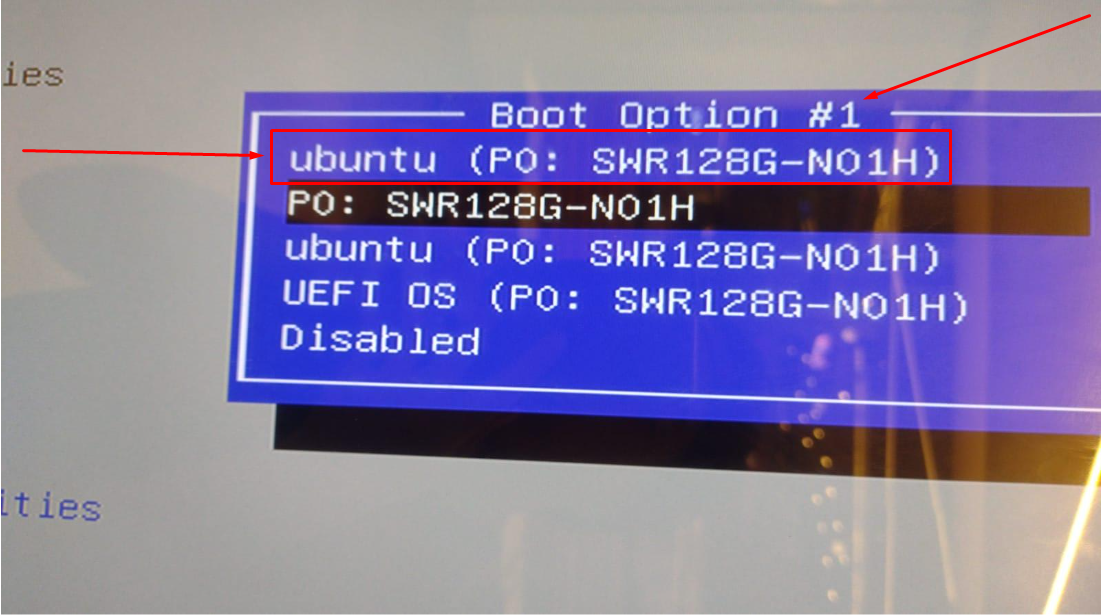 ies
Boot Option #1
ubuntu (P0: SWR128G-N01H)
P0: SWR128G-N01H
ubuntu (P0: SWR128G-N01H)
UEFI OS (P0: SWR128G-N01H)
Disabled
ities